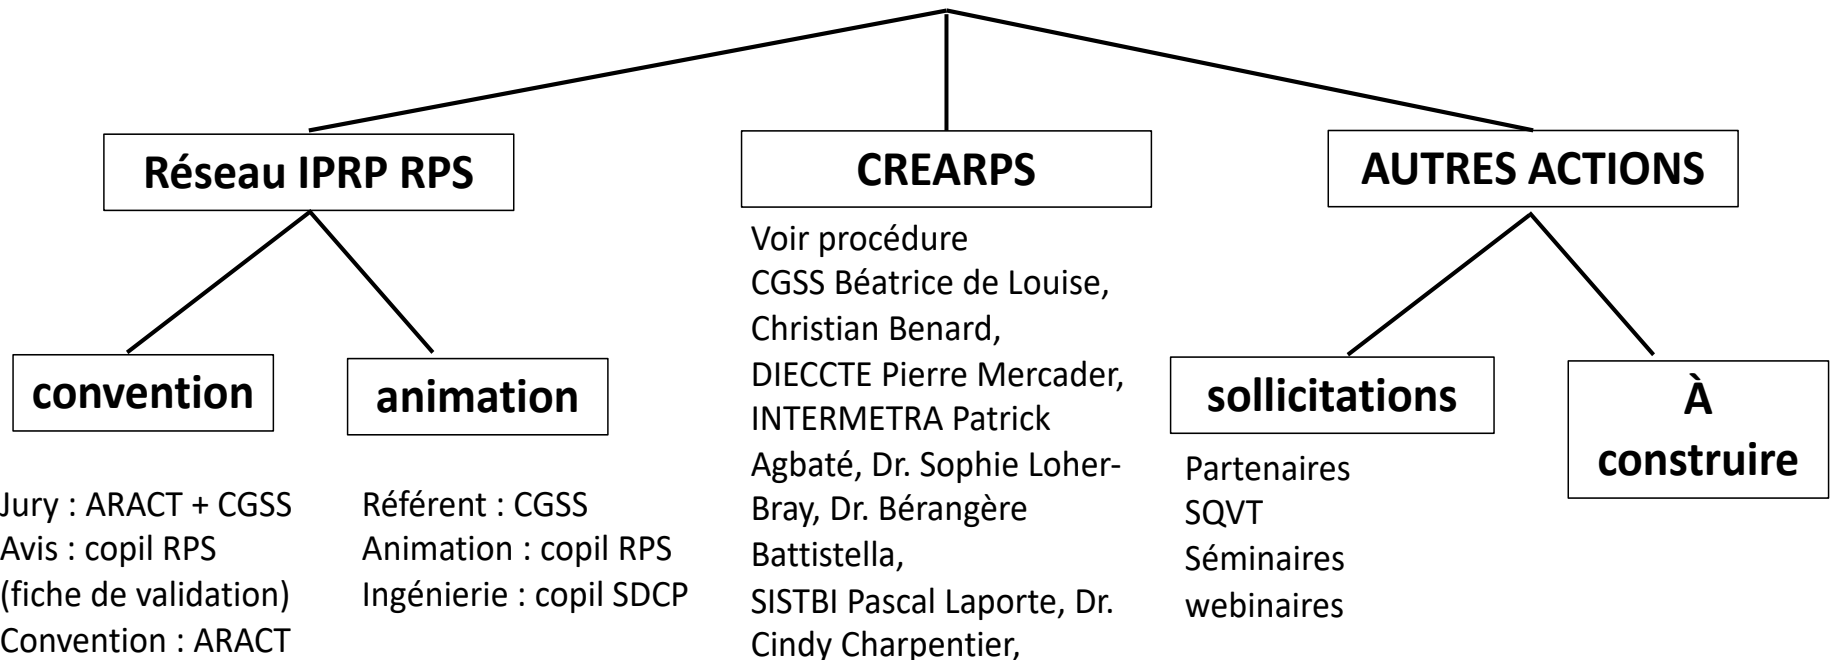 Réseau IPRP RPS
CREARPS
AUTRES ACTIONS
convention
animation
Jury : ARACT + CGSS
Avis : copil RPS
(fiche de validation)
Convention : ARACT
Référent : CGSS
Animation : copil RPS
Ingénierie : copil SDCP
Voir procédure
CGSS Béatrice de Louise,
Christian Benard,
DIECCTE Pierre Mercader,
INTERMETRA Patrick
Agbaté, Dr. Sophie Loher-
Bray, Dr. Bérangère
Battistella,
SISTBI Pascal Laporte, Dr.
Cindy Charpentier,
sollicitations
À
construire
Partenaires
SQVT
Séminaires
webinaires